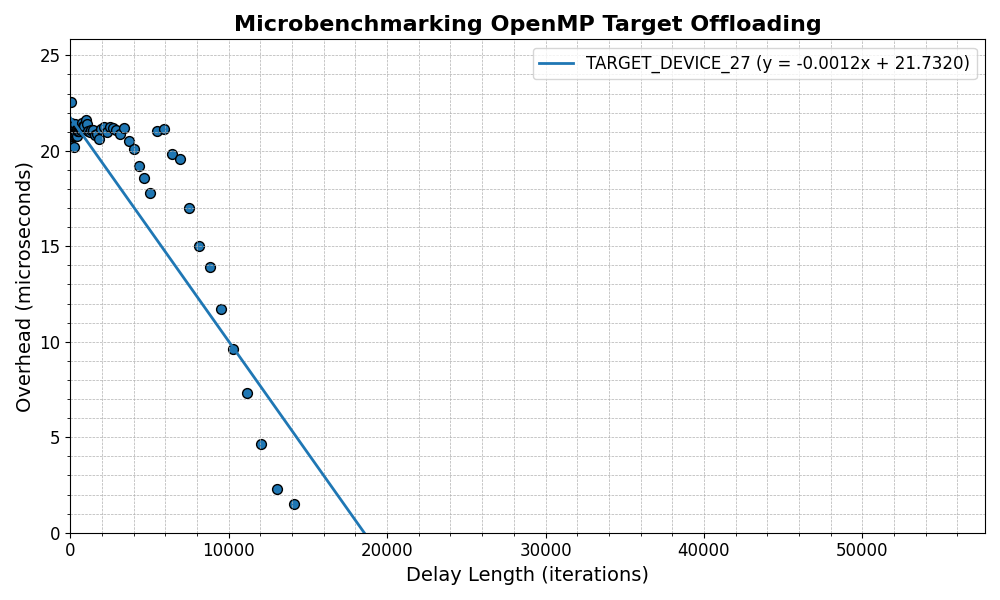 Microbenchmarking OpenMP Target Offloading
TARGET_DEVICE_27 (y = -0.0012x + 21.7320)
Overhead (microseconds)
25
20
15
10
5
0
0 10000 20000 30000 40000 50000
Delay Length (iterations)